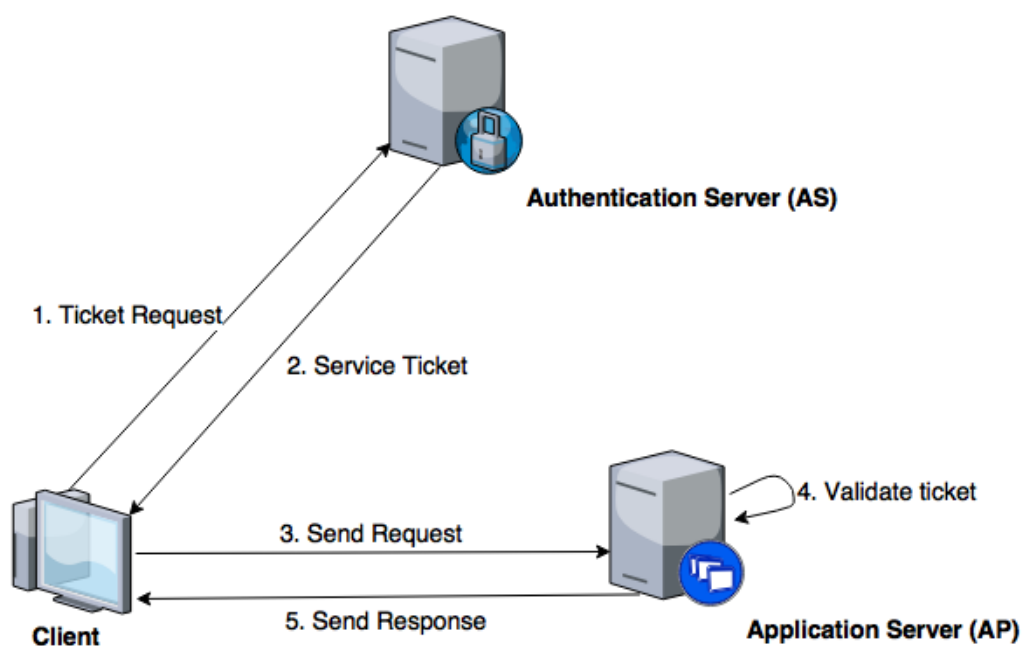 Authentication Server (AS)
1. Ticket Request
2. Service Ticket
4. Validate ticket
3. Send Request
5. Send Response
Client
Application Server (AP)